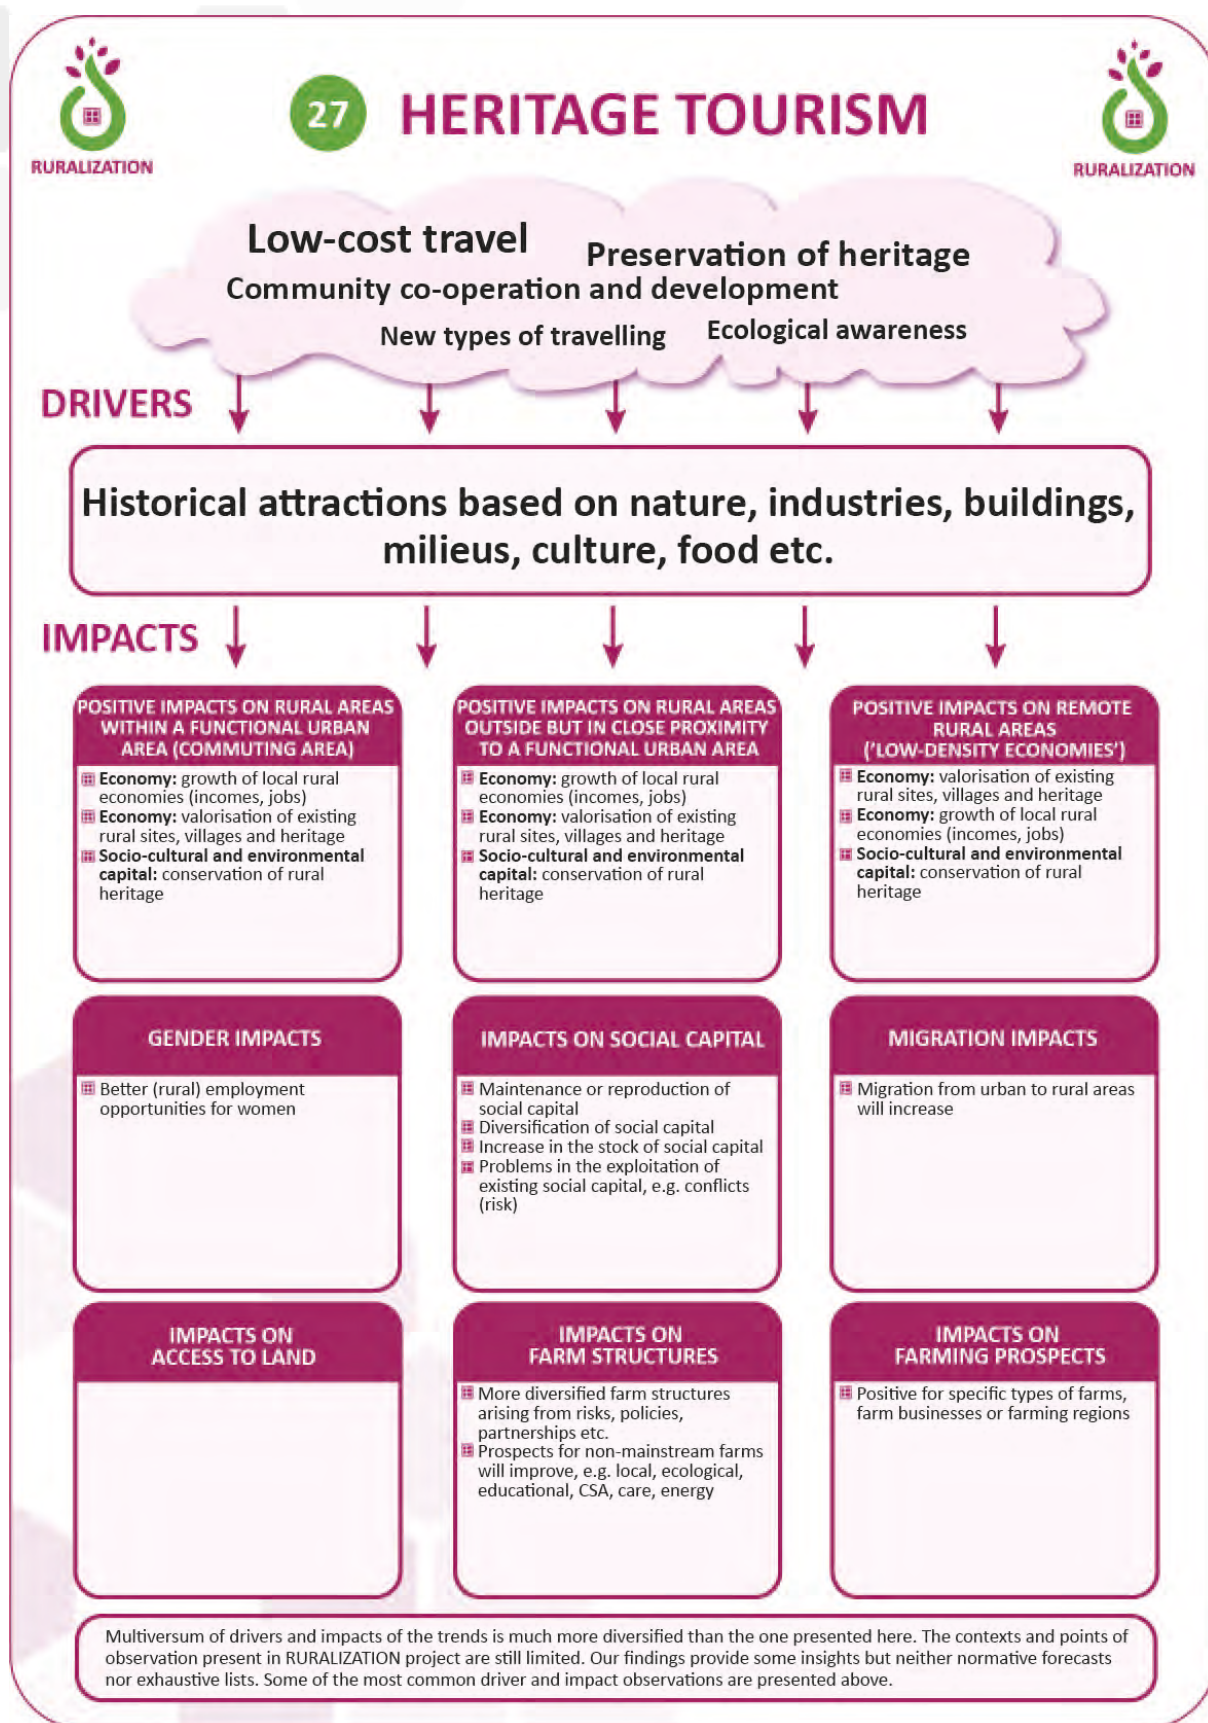 RURALIZATION
27 HERITAGE TOURISM
RURALIZATION
Low-cost travel
Preservation of heritage
Community co-operation and development
New types of travelling
Ecological awareness
DRIVERS
Historical attractions based on nature, industries, buildings,
milieus, culture, food etc.
IMPACTS
POSITIVE IMPACTS ON RURAL AREAS
WITHIN A FUNCTIONAL URBAN
AREA (COMMUTING AREA)
Economy: growth of local rural
economies (incomes, jobs)
Economy: valorisation of existing
rural sites, villages and heritage
Socio-cultural and environmental
capital: conservation of rural
heritage
POSITIVE IMPACTS ON RURAL AREAS
OUTSIDE BUT IN CLOSE PROXIMITY
TO A FUNCTIONAL URBAN AREA
Economy: growth of local rural
economies (incomes, jobs)
Economy: valorisation of existing
rural sites, villages and heritage
Socio-cultural and environmental
capital: conservation of rural
heritage
POSITIVE IMPACTS ON REMOTE
RURAL AREAS
('LOW-DENSITY ECONOMIES')
Economy: valorisation of existing
rural sites, villages and heritage
Economy: growth of local rural
economies (incomes, jobs)
Socio-cultural and environmental
capital: conservation of rural
heritage
GENDER IMPACTS
Better (rural) employment
opportunities for women
IMPACTS ON SOCIAL CAPITAL
Maintenance or reproduction of
social capital
Diversification of social capital
Increase in the stock of social capital
Problems in the exploitation of
existing social capital, e.g. conflicts
(risk)
MIGRATION IMPACTS
Migration from urban to rural areas
will increase
IMPACTS ON
ACCESS TO LAND
IMPACTS ON
FARM STRUCTURES
More diversified farm structures
arising from risks, policies,
partnerships etc.
Prospects for non-mainstream farms
will improve, e.g. local, ecological,
educational, CSA, care, energy
IMPACTS ON
FARMING PROSPECTS
Positive for specific types of farms,
farm businesses or farming regions
Multiversum of drivers and impacts of the trends is much more diversified than the one presented here. The contexts and points of
observation present in RURALIZATION project are still limited. Our findings provide some insights but neither normative forecasts
nor exhaustive lists. Some of the most common driver and impact observations are presented above.